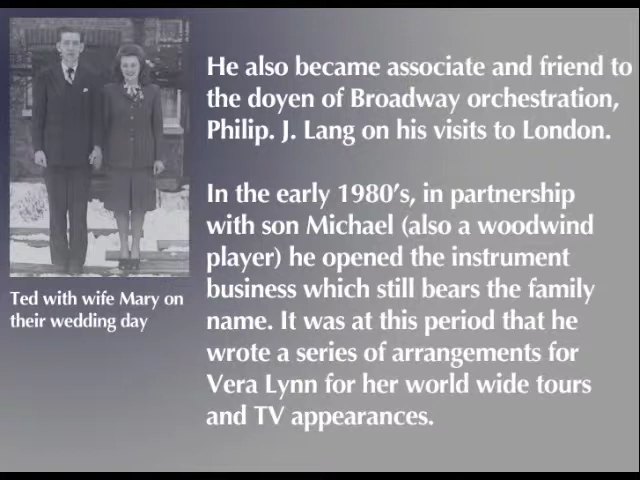 He also became associate and friend to
the doyen of Broadway orchestration,
Philip. J. Lang on his visits to London.
In the early 1980's, in partnership
with son Michael (also a woodwind
player) he opened the instrument
business which still bears the family
name. It was at this period that he
wrote a series of arrangements for
Vera Lynn for her world wide tours
and TV appearances.
Ted with wife Mary on
their wedding day